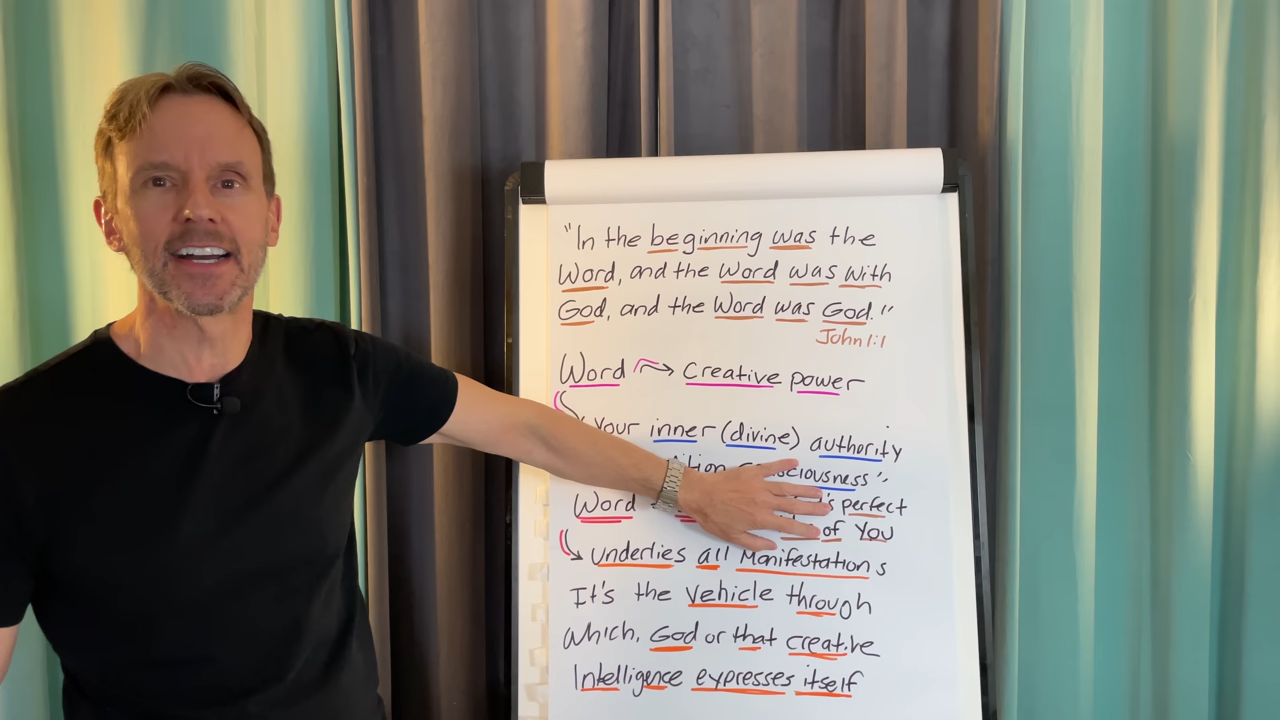 "In the beginning was the
Word, and the Word was with
God, and the Word was God."
John 1:1
Word → Creative power
Your inner (divine) authority
consciousness"
Word perfect
of You
underlies all Manifestations
It's the vehicle through
which, God or that creative
Intelligence expresses itself